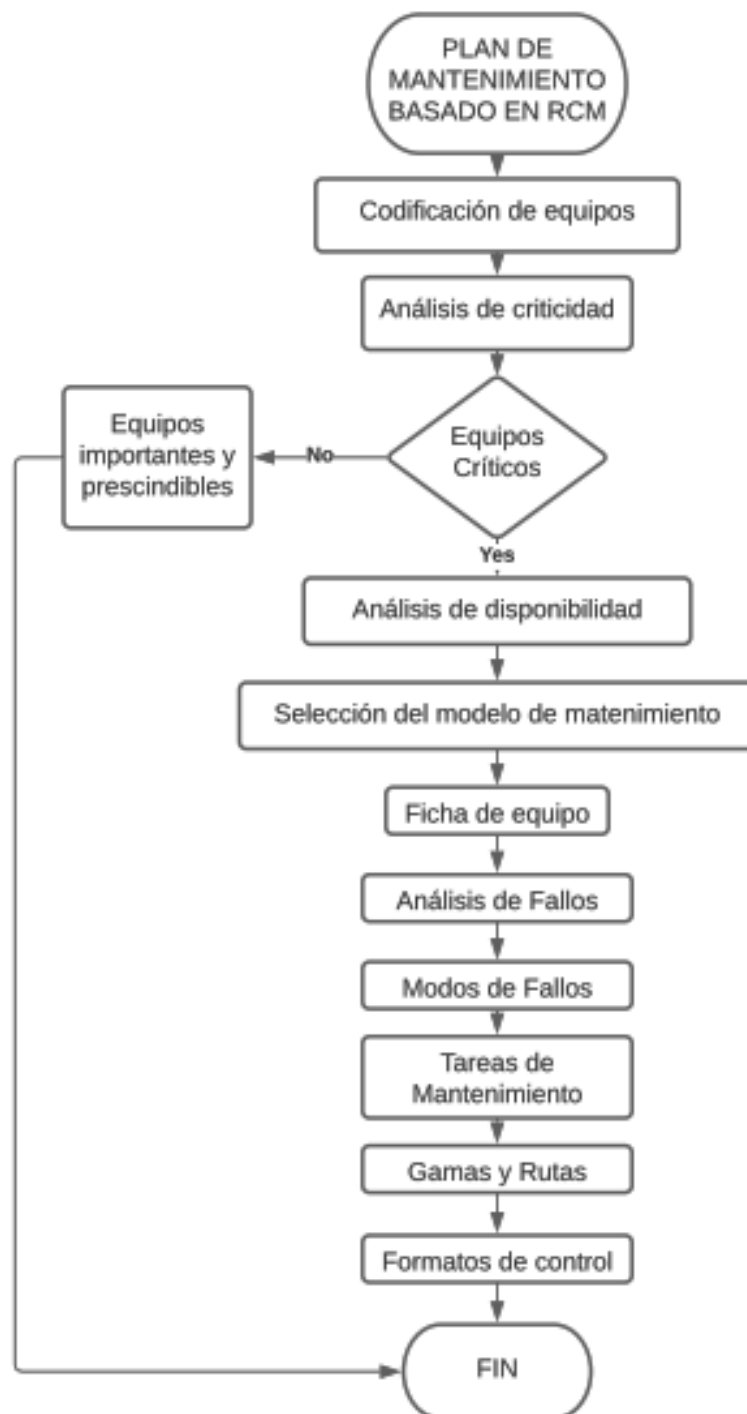 PLAN DE
MANTENIMIENTO
BASADO EN RCM
Codificación de equipos
Análisis de criticidad
Equipos
Críticos
No
Equipos
importantes y
prescindibles
Yes
Análisis de disponibilidad
Selección del modelo de matenimiento
Ficha de equipo
Análisis de Fallos
Modos de Fallos
Tareas de
Mantenimiento
Gamas y Rutas
Formatos de control
FIN